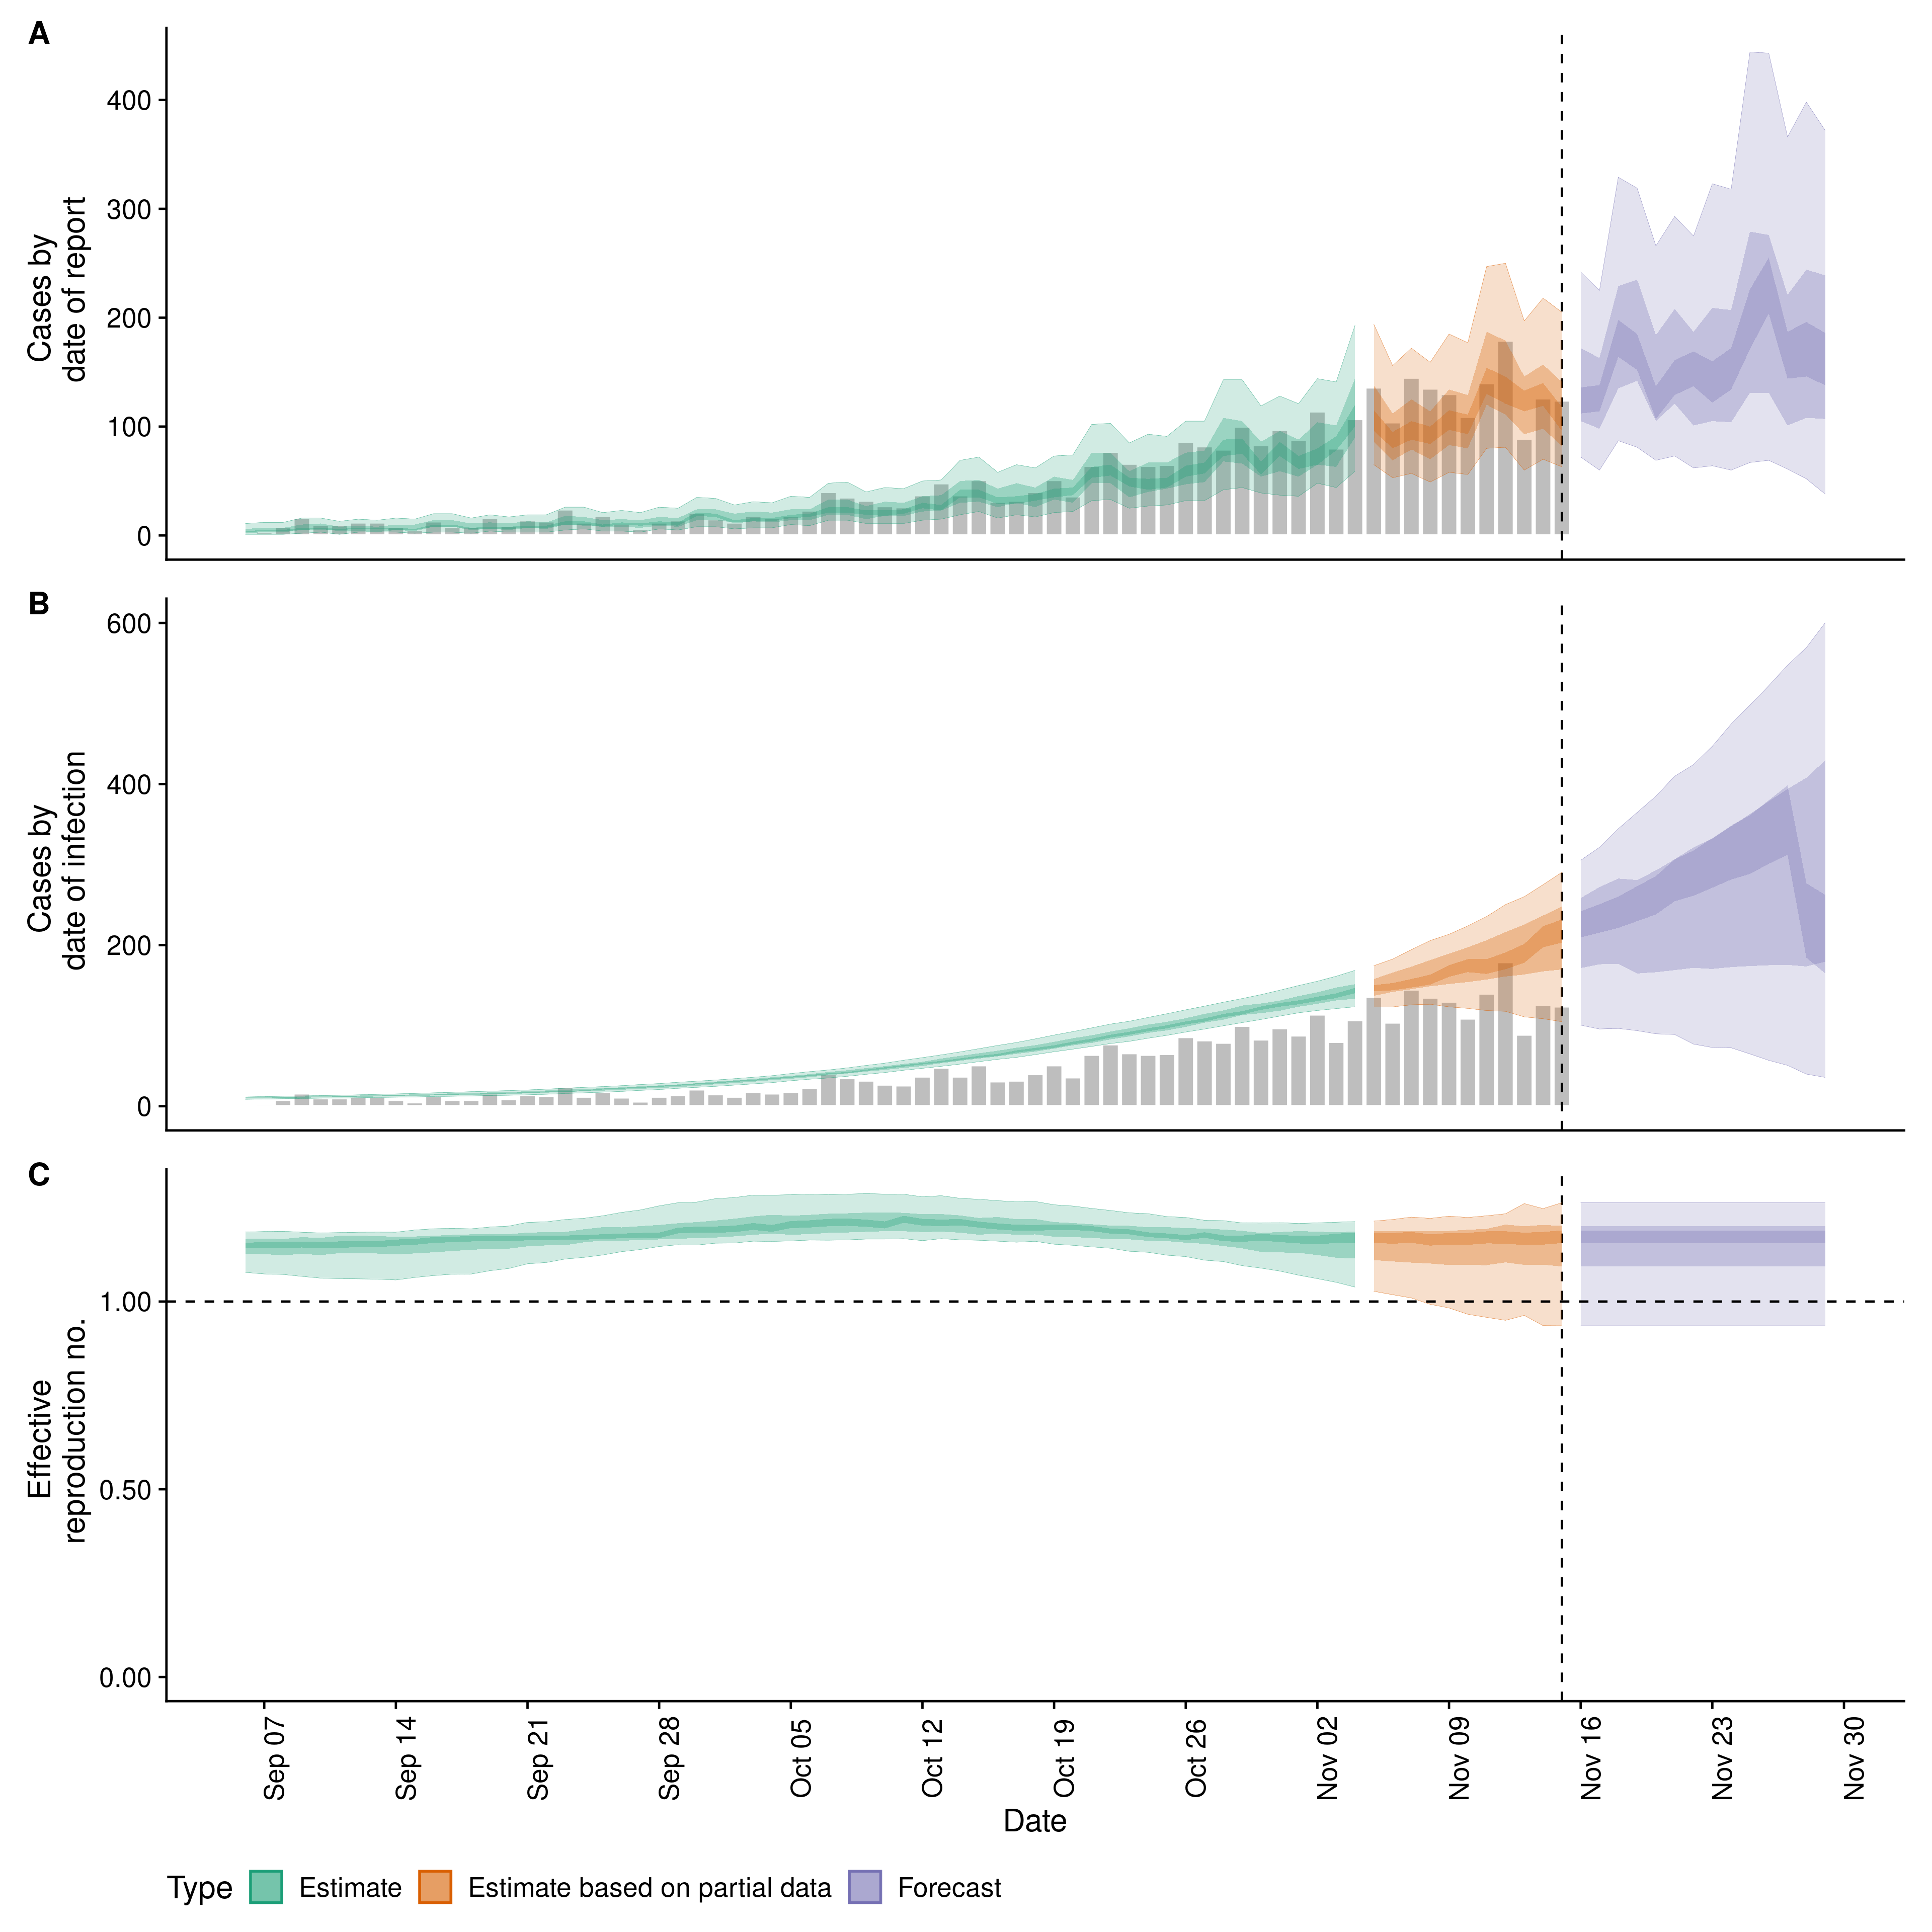 A
Cases by
date of report
400
300
200
100
0
B
Cases by
date of infection
600
400
200
0
C
Effective
reproduction no.
1.00
0.50
0.00
Sep 07
Sep 14
Sep 21
Sep 28
Oct 05
Oct 12
Oct 19
Oct 26
Nov 02
Nov 09
Nov 16
Nov 23
Nov 30
Date
Type Estimate Estimate based on partial data Forecast